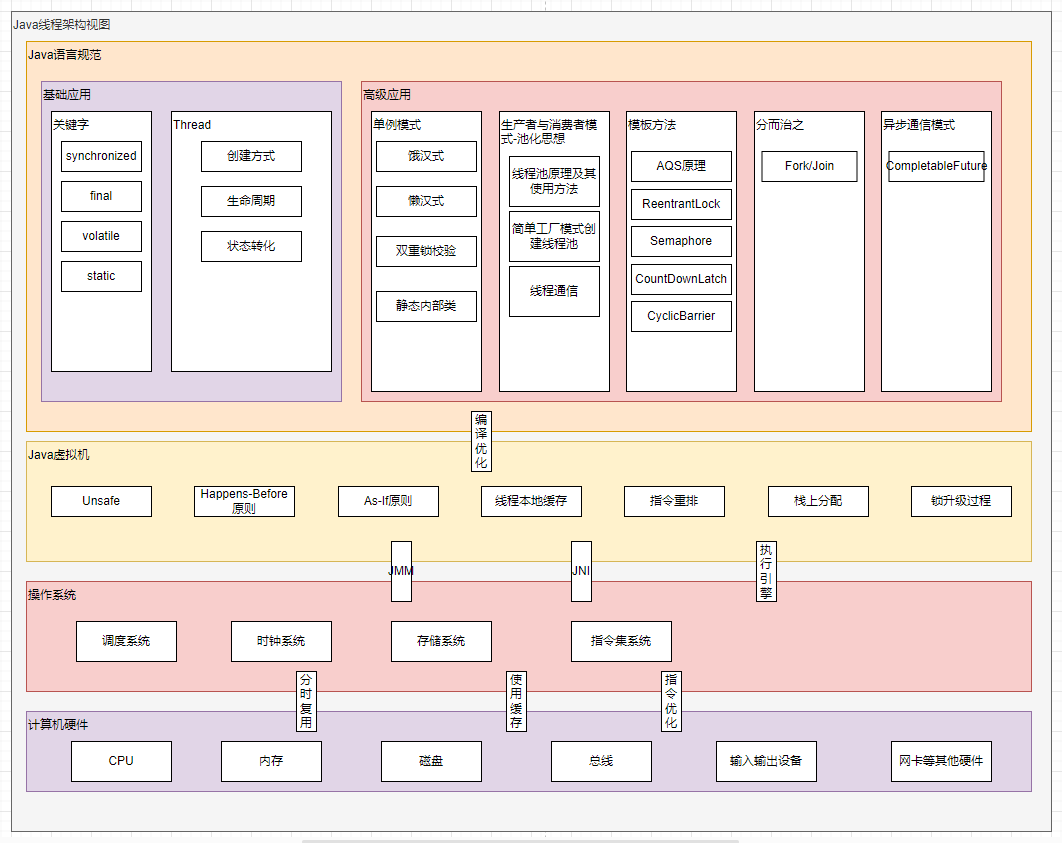 Java线程架构视图
Java语言规范
基础应用
关键字
synchronized
final
volatile
static
Thread
创建方式
生命周期
状态转化
高级应用
单例模式
饿汉式
懒汉式
双重锁校验
静态内部类
生产者与消费者模
式-池化思想
线程池原理及其
使用方法
简单工厂模式创
建线程池
线程通信
模板方法
AQS原理
ReentrantLock
Semaphore
CountDownLatch
CyclicBarrier
分而治之
Fork/Join
异步通信模式
CompletableFuture
编
译
优
化
Java虚拟机
Unsafe
Happens-Before
原则
As-If原则
线程本地缓存
指令重排
栈上分配
锁升级过程
JMM
JNI
执
行
引
擎
操作系统
调度系统
时钟系统
存储系统
指令集系统
分
时
复
用
使
用
缓
存
指
令
优
化
计算机硬件
CPU
内存
磁盘
总线
输入输出设备
网卡等其他硬件